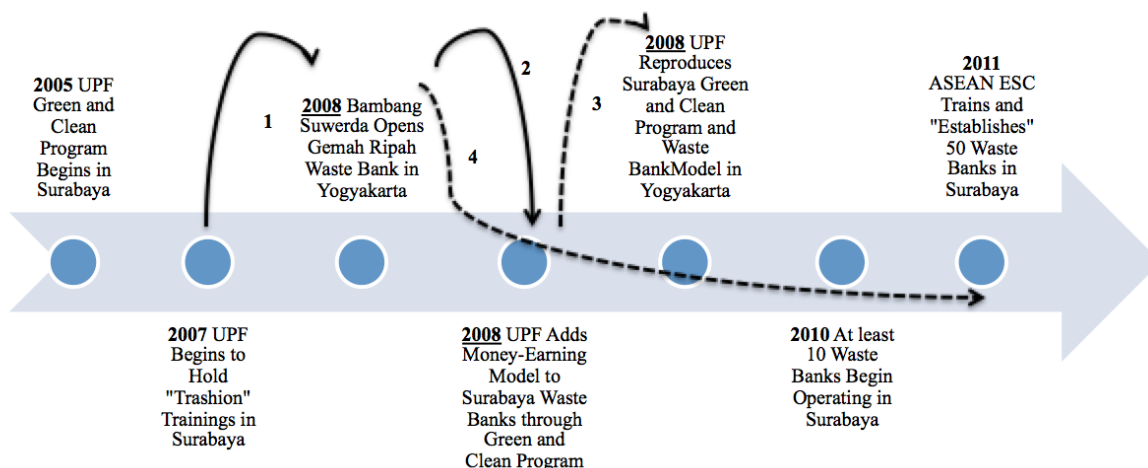 2005 UPF
Green and
Clean
Program
Begins in
Surabaya
1
2008 Bambang
Suwerda Opens
Gemah Ripah
Waste Bank in
Yogyakarta
2
4
3
2008 UPF
Reproduces
Surabaya Green
and Clean
Program and
Waste
BankModel in
Yogyakarta
2011
ASEAN ESC
Trains and
"Establishes"
50 Waste
Banks in
Surabaya
2007 UPF
Begins to
Hold
"Trashion"
Trainings in
Surabaya
2008 UPF Adds
Money-Earning
Model to
Surabaya Waste
Banks through
Green and
Clean Program
2010 At least
10 Waste
Banks Begin
Operating in
Surabaya